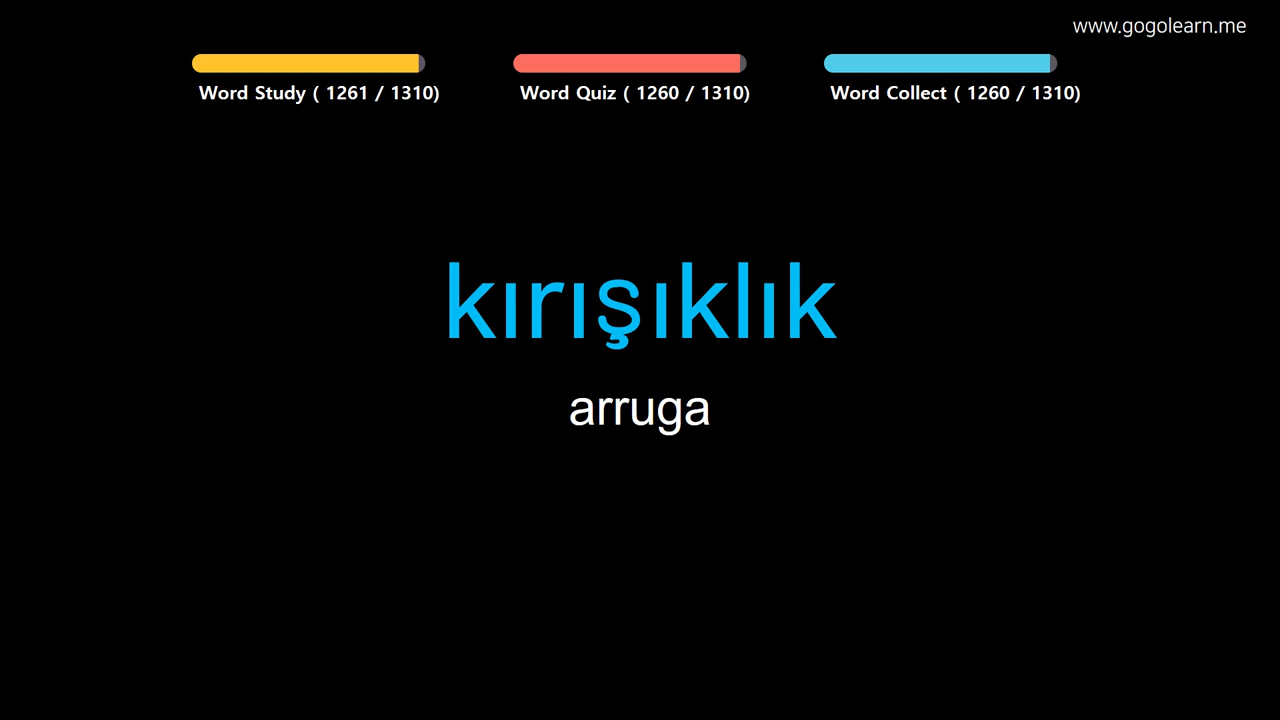 www.gogolearn.me
Word Study ( 1261 / 1310)
Word Quiz ( 1260 / 1310)
Word Collect ( 1260 / 1310)
kırışıklık
arruga